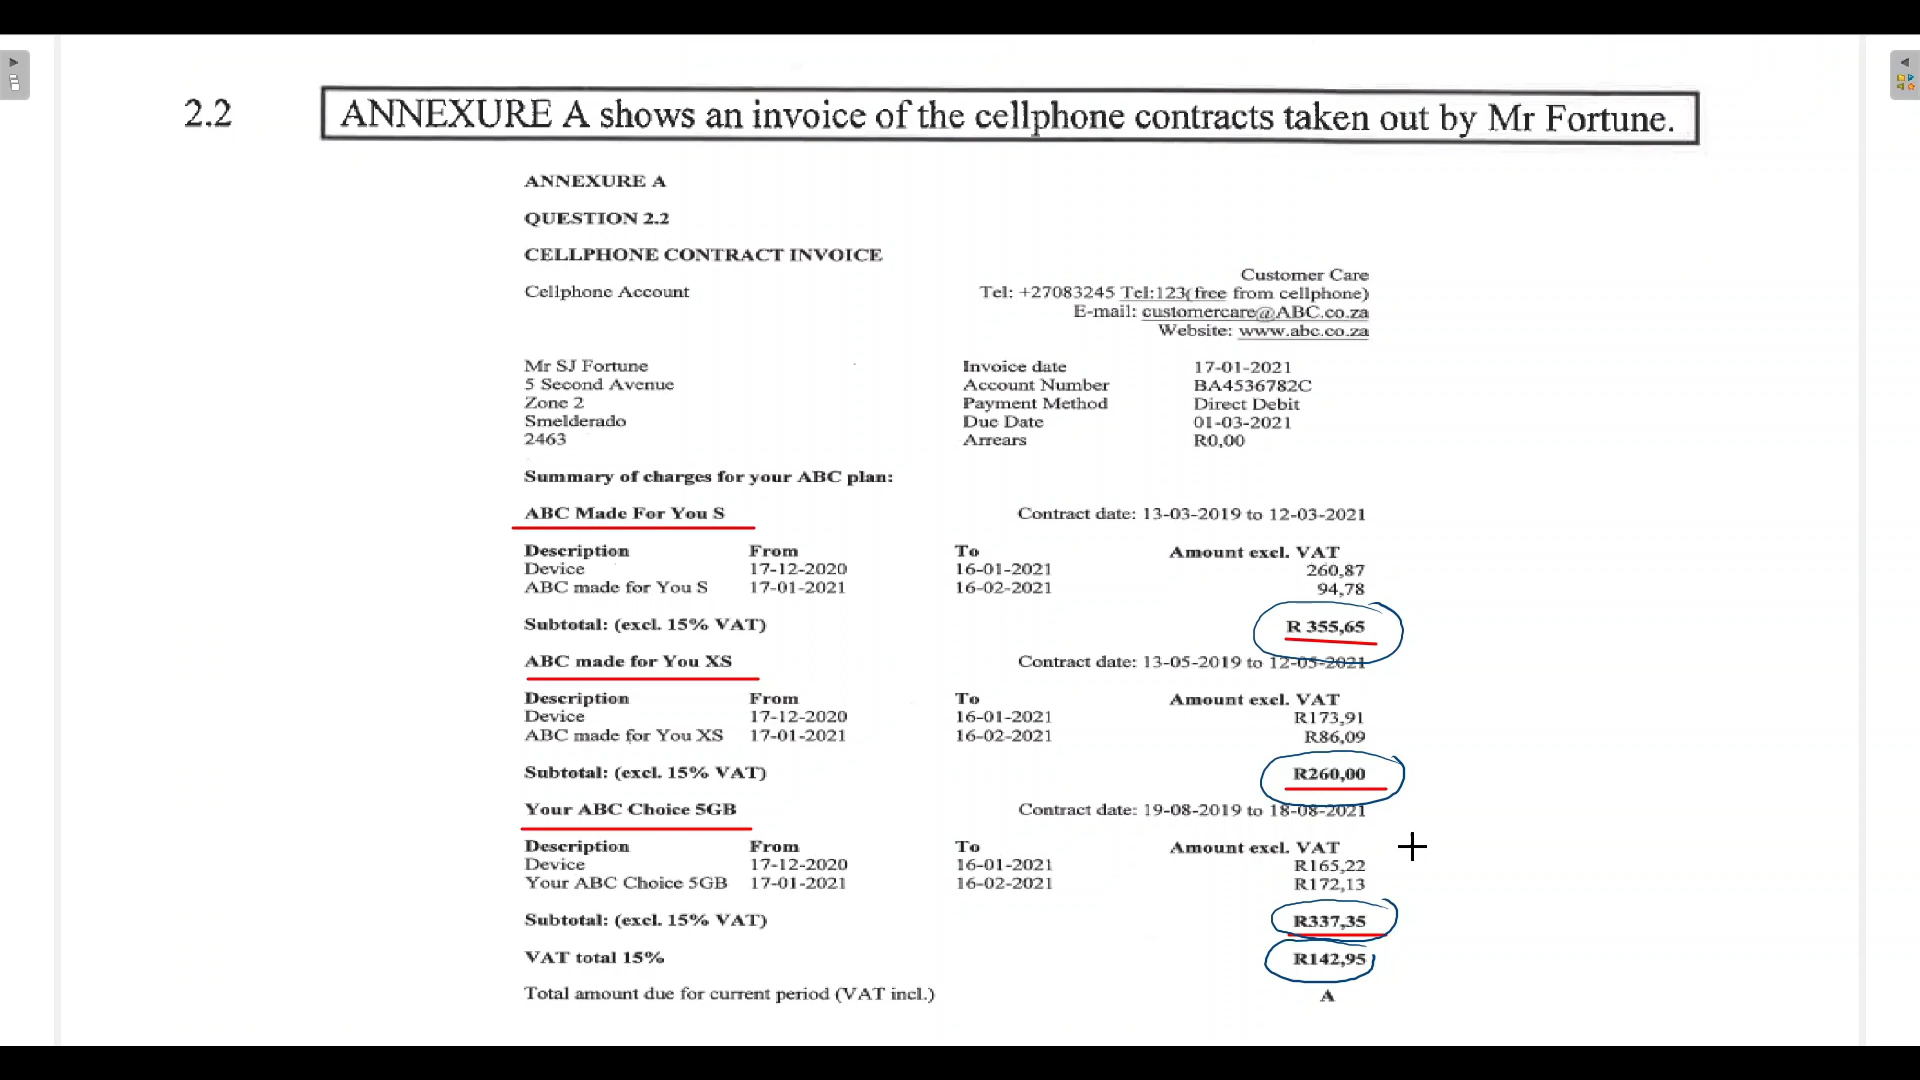 2.2 ANNEXURE A shows an invoice of the cellphone contracts taken out by Mr Fortune.
ANNEXURE A
QUESTION 2.2
CELLPHONE CONTRACT INVOICE
Customer Care
Cellphone Account Tel: +27083245 Tel:123(free from cellphone)
E-mail: customercare@ABC.co.za
Website: www.abc.co.za
Mr SJ Fortune Invoice date 17-01-2021
5 Second Avenue Account Number BA4536782C
Zone 2 Payment Method Direct Debit
Smelderado Due Date 01-03-2021
2463 Arrears R0,00
Summary of charges for your ABC plan:
ABC Made For You S Contract date: 13-03-2019 to 12-03-2021
Description From To Amount excl. VAT
Device 17-12-2020 16-01-2021 260,87
ABC made for You S 17-01-2021 16-02-2021 94,78
Subtotal: (excl. 15% VAT) R 355,65
ABC made for You XS Contract date: 13-05-2019 to 12-05-2021
Description From To Amount excl. VAT
Device 17-12-2020 16-01-2021 R173,91
ABC made for You XS 17-01-2021 16-02-2021 R86,09
Subtotal: (excl. 15% VAT) R260,00
Your ABC Choice 5GB Contract date: 19-08-2019 to 18-08-2021
Description From To Amount excl. VAT
Device 17-12-2020 16-01-2021 R165,22
Your ABC Choice 5GB 17-01-2021 16-02-2021 R172,13
Subtotal: (excl. 15% VAT) R337,35
VAT total 15% R142,95
Total amount due for current period (VAT incl.) A